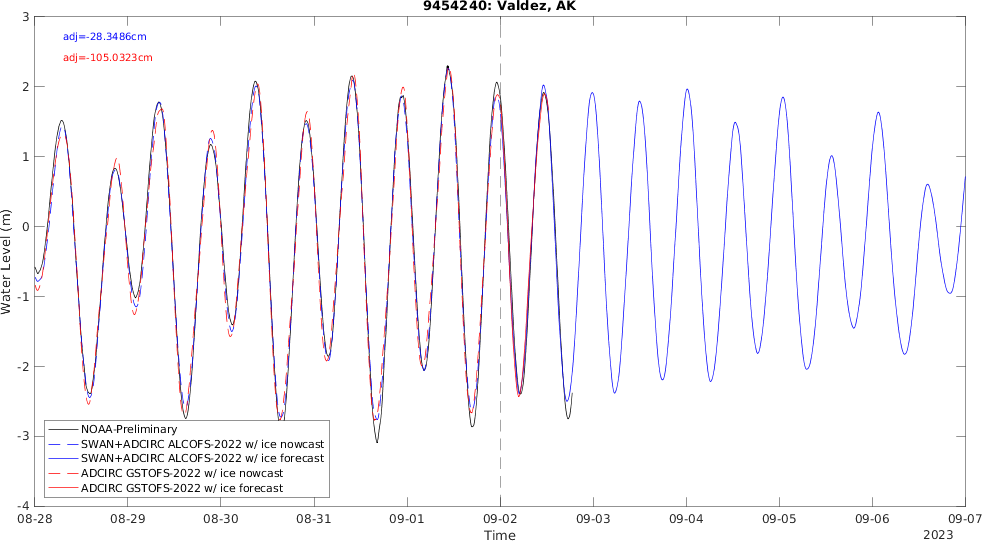 9454240: Valdez, AK
adj=-28.3486cm
adj=-105.0323cm
3
2
1
0
-1
-2
-3
-4
Water Level (m)
NOAA-Preliminary
SWAN+ADCIRC ALCOFS-2022 w/ ice nowcast
SWAN+ADCIRC ALCOFS-2022 w/ ice forecast
ADCIRC GSTOFS-2022 w/ ice nowcast
ADCIRC GSTOFS-2022 w/ ice forecast
08-28 08-29 08-30 08-31 09-01 09-02 09-03 09-04 09-05 09-06 09-07
Time
2023